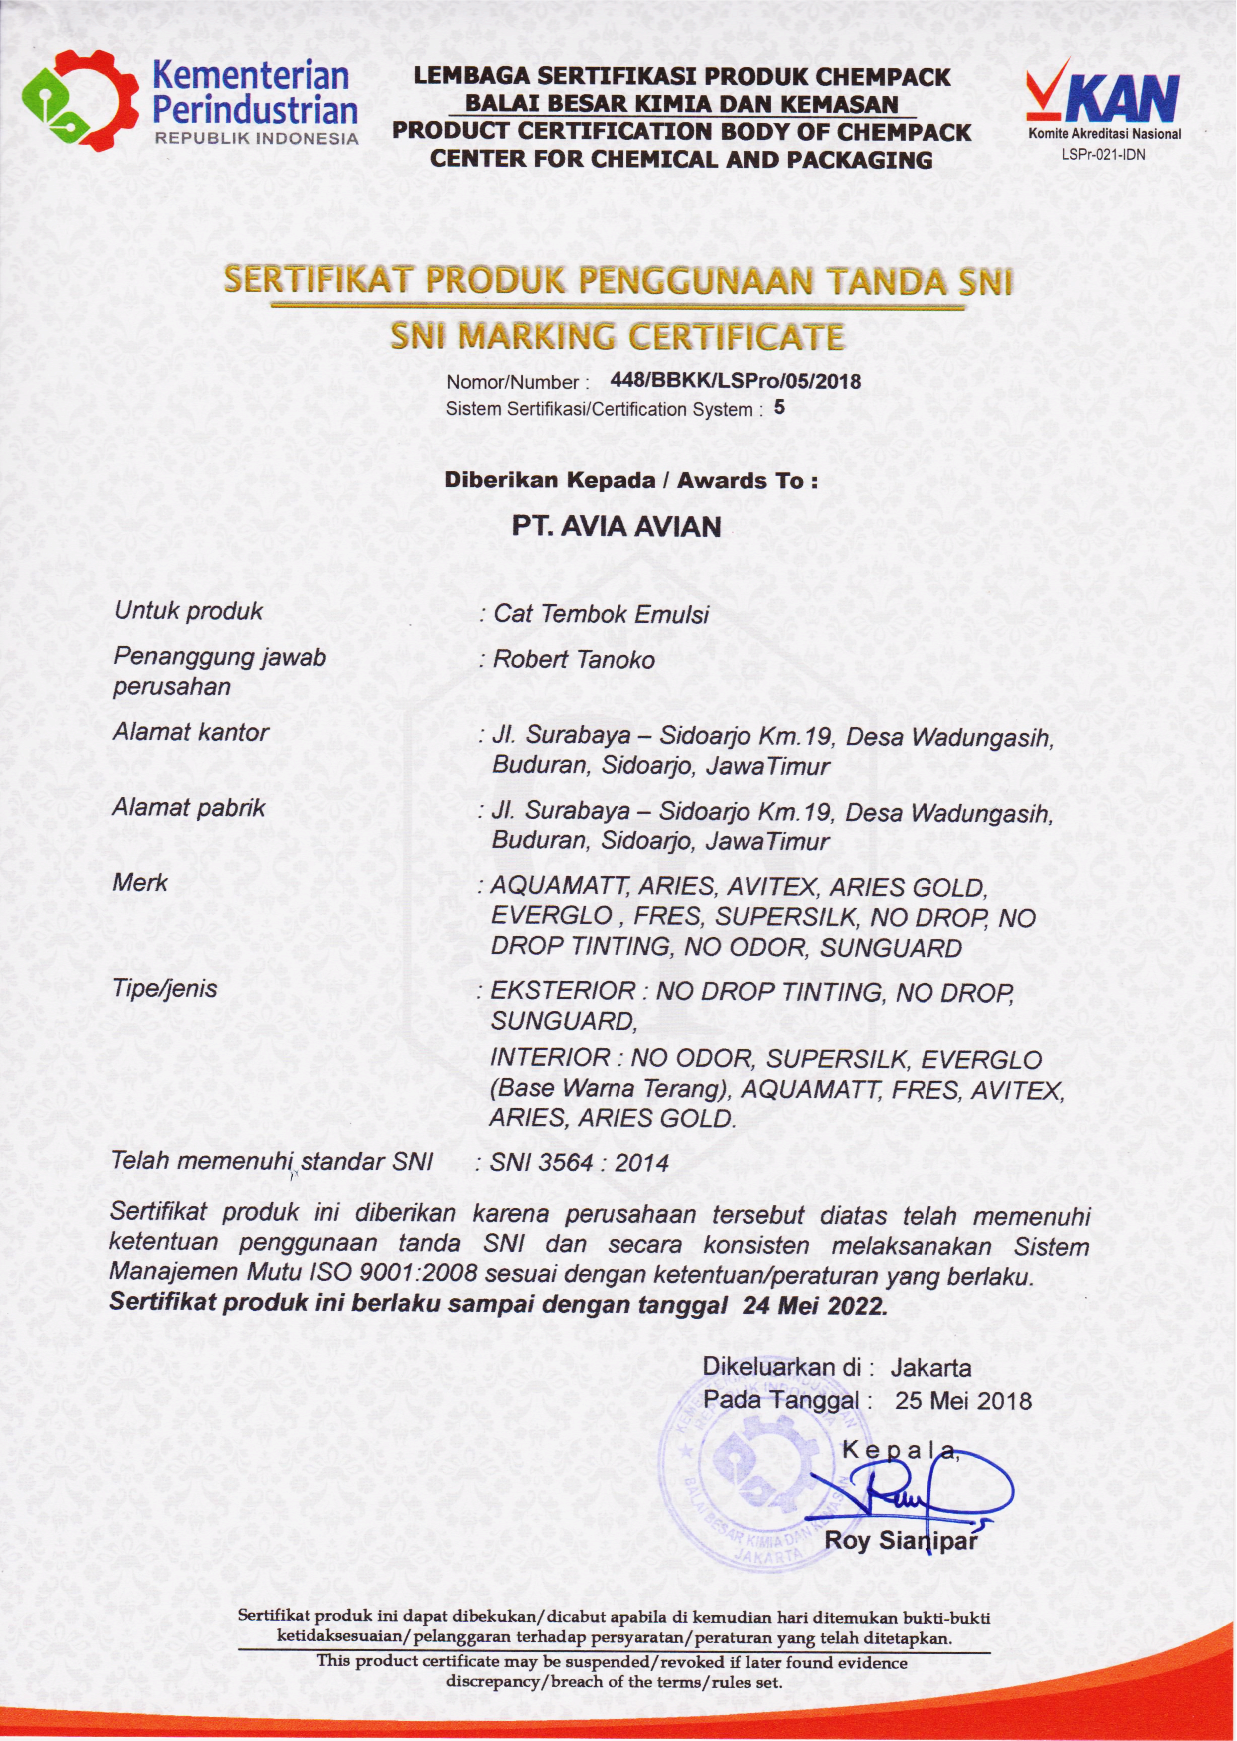 Kementerian
Perindustrian
REPUBLIK INDONESIA
LEMBAGA SERTIFIKASI PRODUK CHEMPACK
BALAI BESAR KIMIA DAN KEMASAN
PRODUCT CERTIFICATION BODY OF CHEMPACK
CENTER FOR CHEMICAL AND PACKAGING
KAN
Komite Akreditasi Nasional
LSPr-021-IDN
SERTIFIKAT PRODUK PENGGUNAAN TANDA SNI
SNI MARKING CERTIFICATE
Nomor/Number : 448/BBKK/LSPro/05/2018
Sistem Sertifikasi/Certification System : 5
Diberikan Kepada / Awards To :
PT. AVIA AVIAN
Untuk produk : Cat Tembok Emulsi
Penanggung jawab : Robert Tanoko
perusahan
Alamat kantor : Jl. Surabaya – Sidoarjo Km.19, Desa Wadungasih,
Buduran, Sidoarjo, Jawa Timur
Alamat pabrik : Jl. Surabaya – Sidoarjo Km.19, Desa Wadungasih,
Buduran, Sidoarjo, Jawa Timur
Merk : AQUAMATT, ARIES, AVITEX, ARIES GOLD,
EVERGLO , FRES, SUPERSILK, NO DROP, NO
DROP TINTING, NO ODOR, SUNGUARD
Tipe/jenis : EKSTERIOR : NO DROP TINTING, NO DROP,
SUNGUARD,
INTERIOR : NO ODOR, SUPERSILK, EVERGLO
(Base Warna Terang), AQUAMATT, FRES, AVITEX,
ARIES, ARIES GOLD.
Telah memenuhi standar SNI : SNI 3564 : 2014
Sertifikat produk ini diberikan karena perusahaan tersebut diatas telah memenuhi
ketentuan penggunaan tanda SNI dan secara konsisten melaksanakan Sistem
Manajemen Mutu ISO 9001:2008 sesuai dengan ketentuan/peraturan yang berlaku.
Sertifikat produk ini berlaku sampai dengan tanggal 24 Mei 2022.
Dikeluarkan di : Jakarta
Pada Tanggal : 25 Mei 2018
Kepala,
KEMENTERIAN PERINDUSTRIAN
REPUBLIK INDONESIA
BALAI BESAR KIMIA DAN KEMASAN
JAKARTA
Roy Sianipar
Sertifikat produk ini dapat dibekukan/dicabut apabila di kemudian hari ditemukan bukti-bukti
ketidaksesuaian/pelanggaran terhadap persyaratan/peraturan yang telah ditetapkan.
This product certificate may be suspended/revoked if later found evidence
discrepancy/breach of the terms/rules set.